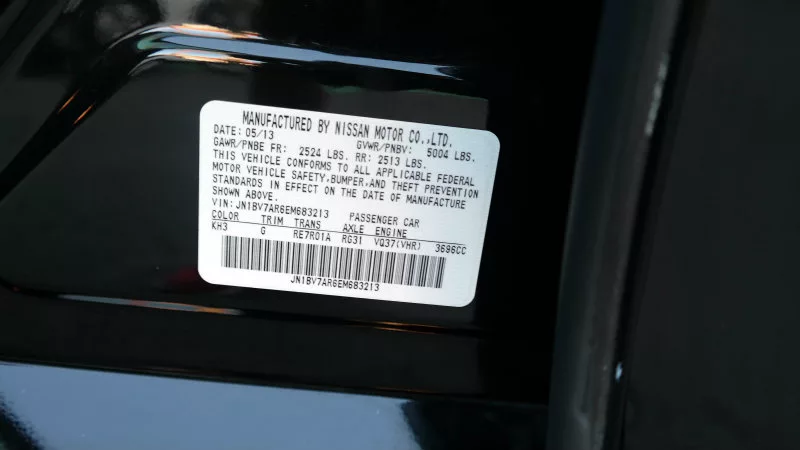 MANUFACTURED BY NISSAN MOTOR CO.,LTD.
DATE: 05/13 GVWR/PNBV: 5004 LBS.
GAWR/PNBE FR: 2524 LBS. RR: 2513 LBS.
THIS VEHICLE CONFORMS TO ALL APPLICABLE FEDERAL
MOTOR VEHICLE SAFETY,BUMPER,AND THEFT PREVENTION
STANDARDS IN EFFECT ON THE DATE OF MANUFACTURE
SHOWN ABOVE.
VIN: JN1BV7AR6EM683213 PASSENGER CAR
COLOR TRIM TRANS AXLE ENGINE
KH3 G RE7R01A RG31 VQ37(VHR) 3696CC
JN1BV7AR6EM683213